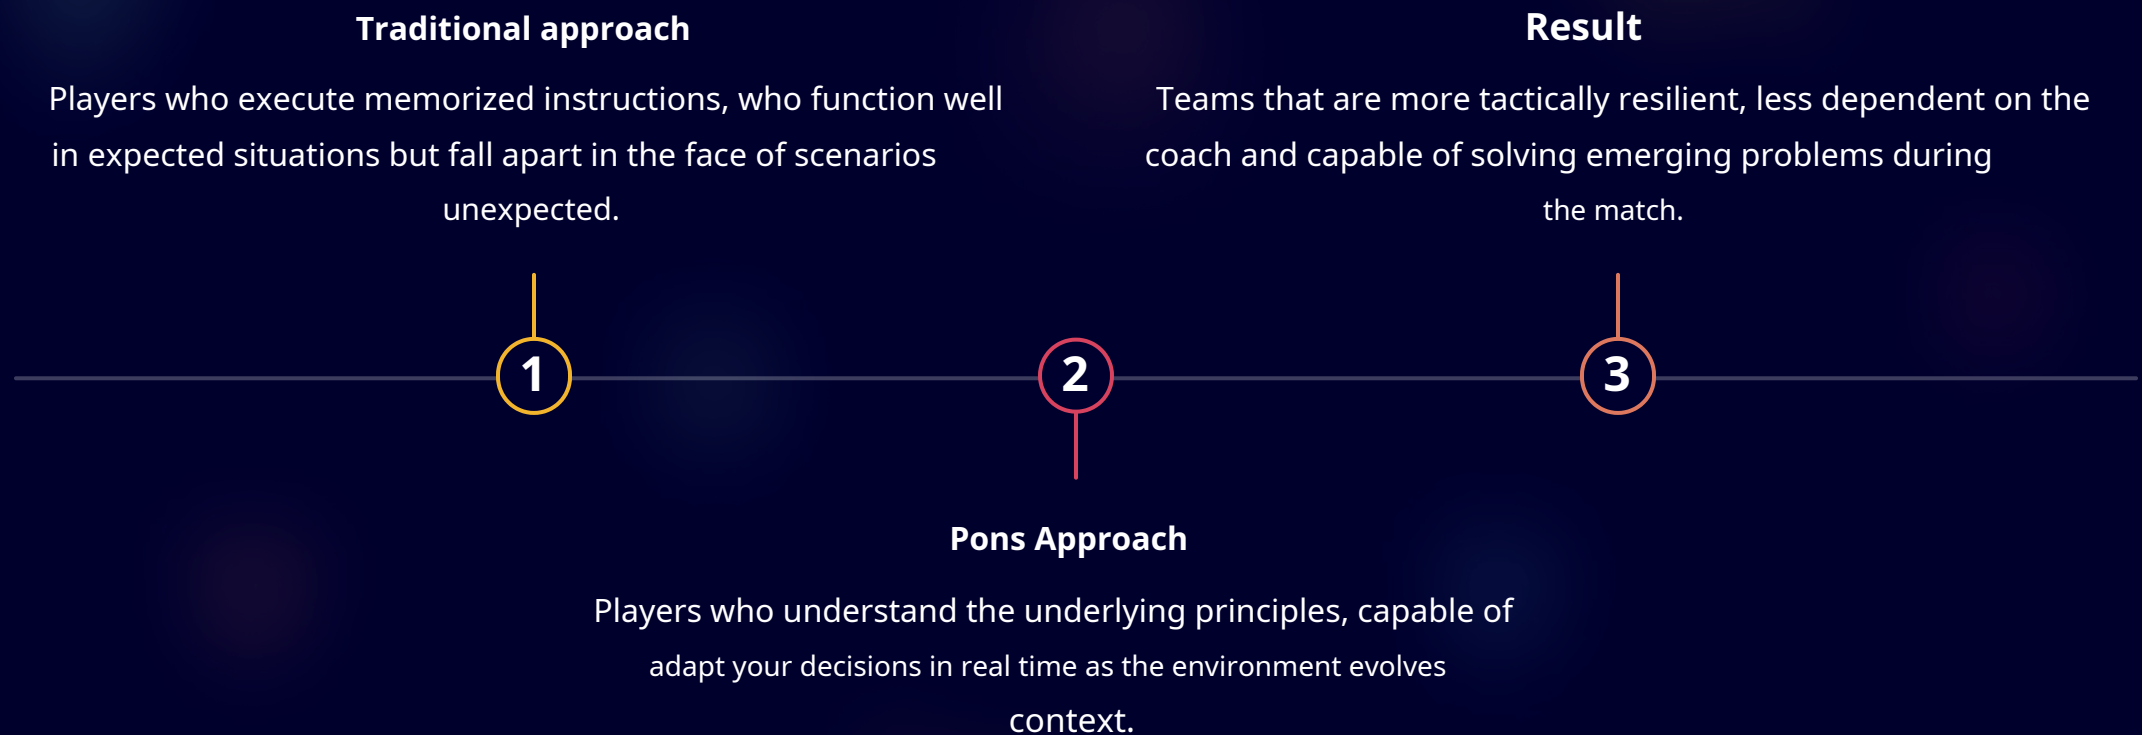 Traditional approach
Players who execute memorized instructions, who function well
in expected situations but fall apart in the face of scenarios
unexpected.
Result
Teams that are more tactically resilient, less dependent on the
coach and capable of solving emerging problems during
the match.
1
2
3
Pons Approach
Players who understand the underlying principles, capable of
adapt your decisions in real time as the environment evolves
context.